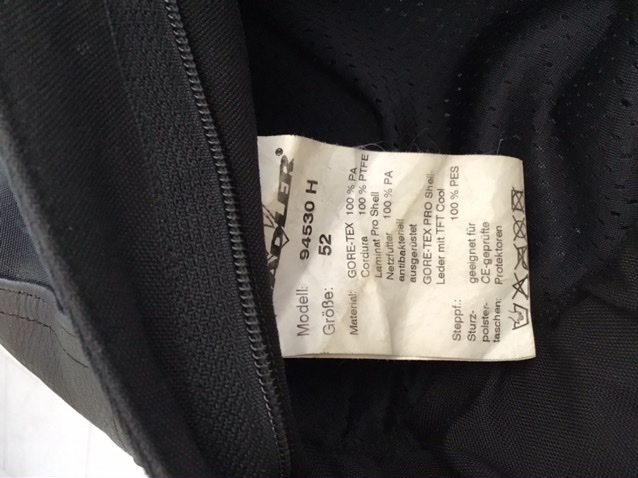 ADLER®
Modell: 94530 H
Größe: 52
Material: GORE-TEX 100 % PA
Cordura 100 % PTFE
Laminat Pro Shell
Netzfutter 100 % PA
antibakteriell
ausgerüstet
GORE-TEX PRO Shell
Leder mit TFT Cool
Steppf.: 100 % PES
Sturz- geeignet für
polster- CE-geprüfte
taschen: Protektoren